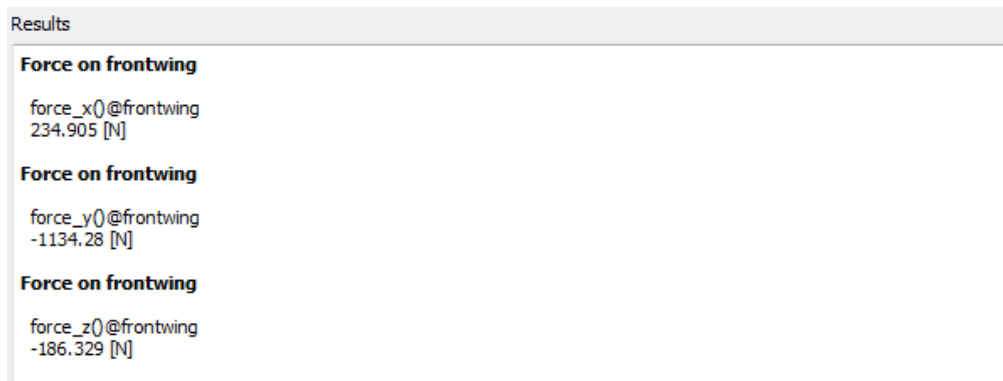 Results
Force on frontwing
force_x()@frontwing
234.905 [N]
Force on frontwing
force_y()@frontwing
-1134.28 [N]
Force on frontwing
force_z()@frontwing
-186.329 [N]